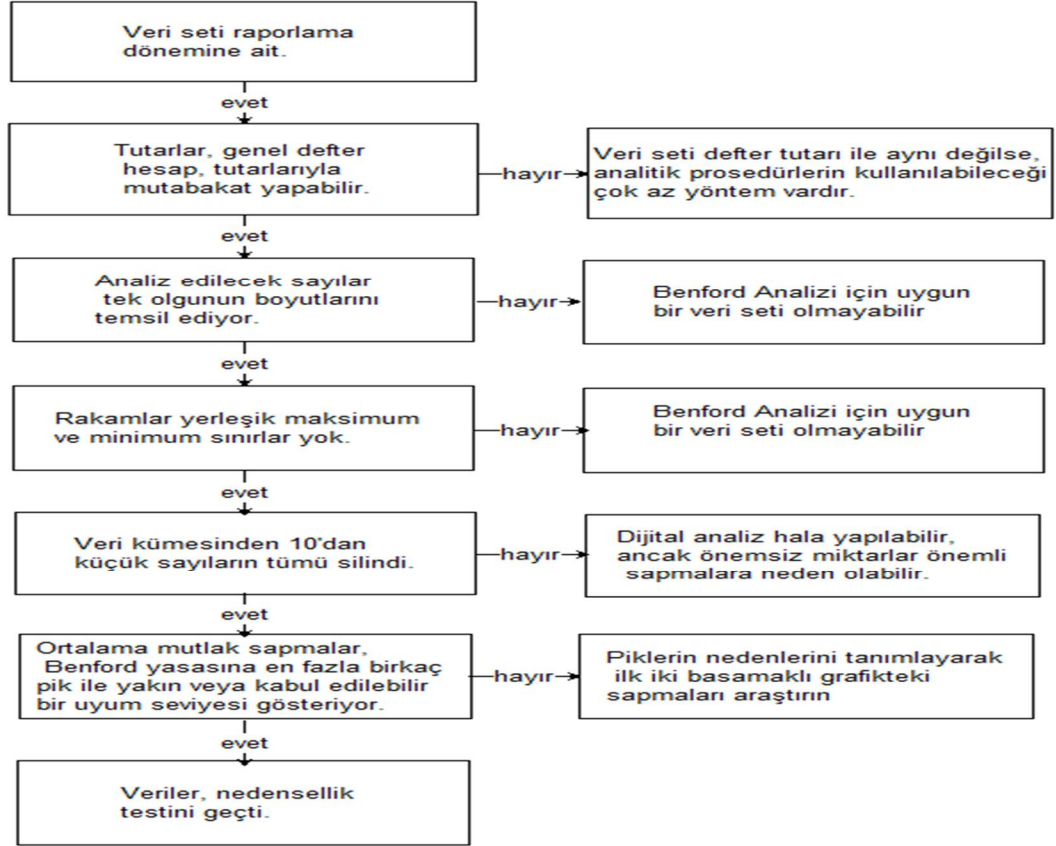 Veri seti raporlama
dönemine ait.
evet
Tutarlar, genel defter
hesap, tutarlarıyla
mutabakat yapabilir.
hayır
Veri seti defter tutarı ile aynı değilse,
analitik prosedürlerin kullanılabileceği
çok az yöntem vardır.
evet
Analiz edilecek sayılar
tek olgunun boyutlarını
temsil ediyor.
hayır
Benford Analizi için uygun
bir veri seti olmayabilir
evet
Rakamlar yerleşik maksimum
ve minimum sınırlar yok.
hayır
Benford Analizi için uygun
bir veri seti olmayabilir
evet
Veri kümesinden 10'dan
küçük sayıların tümü silindi.
hayır
Dijital analiz hala yapılabilir,
ancak önemsiz miktarlar önemli
sapmalara neden olabilir.
evet
Ortalama mutlak sapmalar,
Benford yasasına en fazla birkaç
pik ile yakın veya kabul edilebilir
bir uyum seviyesi gösteriyor.
hayır
Piklerin nedenlerini tanımlayarak
ilk iki basamaklı grafikteki
sapmaları araştırın
evet
Veriler, nedensellik
testini geçti.